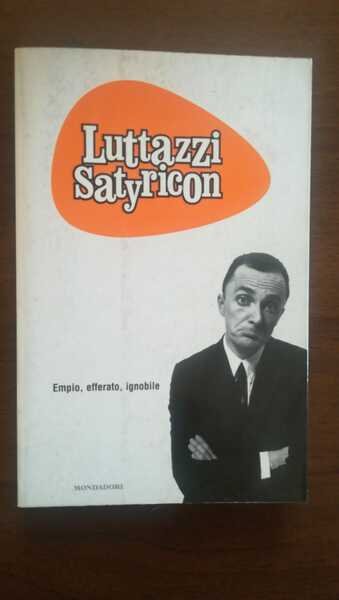 Luttazzi
Satyricon
Empio, efferato, ignobile
MONDADORI